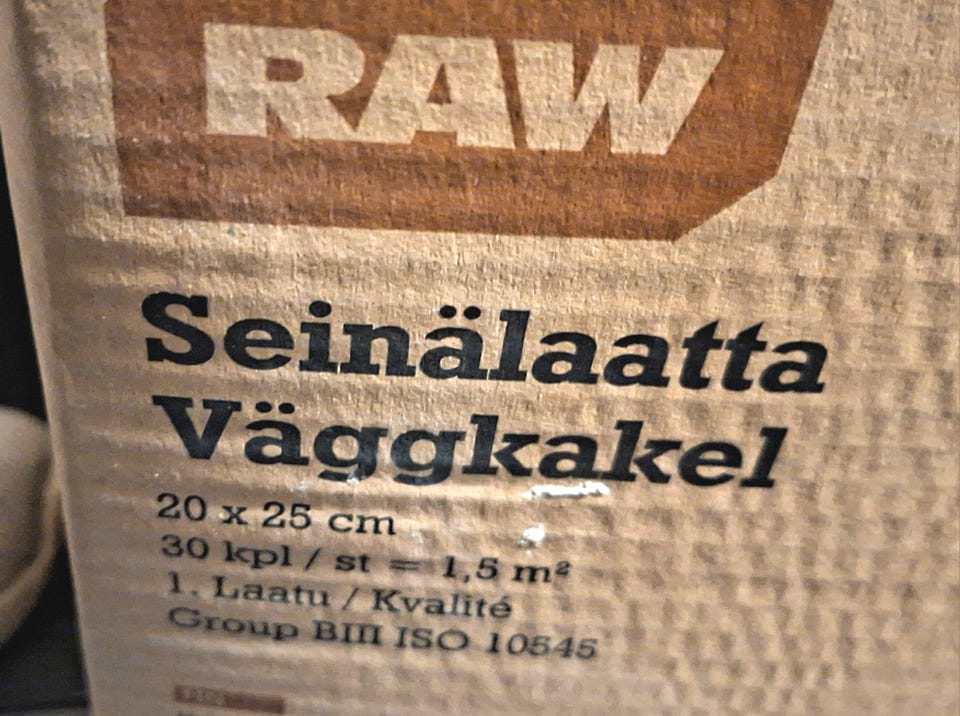 RAW
Seinälaatta
Väggkakel
20 x 25 cm
30 kpl / st = 1,5 m²
1. Laatu / Kvalité
Group BIII ISO 10545